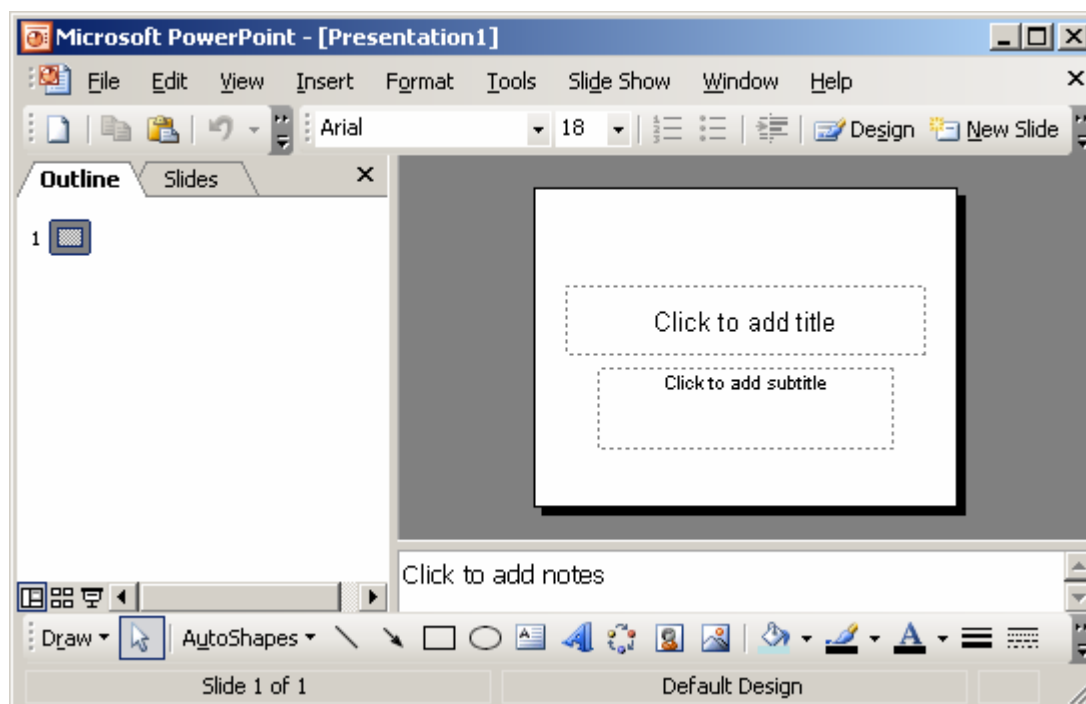 Microsoft PowerPoint - [Presentation1]
File Edit View Insert Format Tools Slide Show Window Help
Arial 18 Design New Slide
Outline Slides
1
Click to add title
Click to add subtitle
Click to add notes
Draw AutoShapes
Slide 1 of 1 Default Design